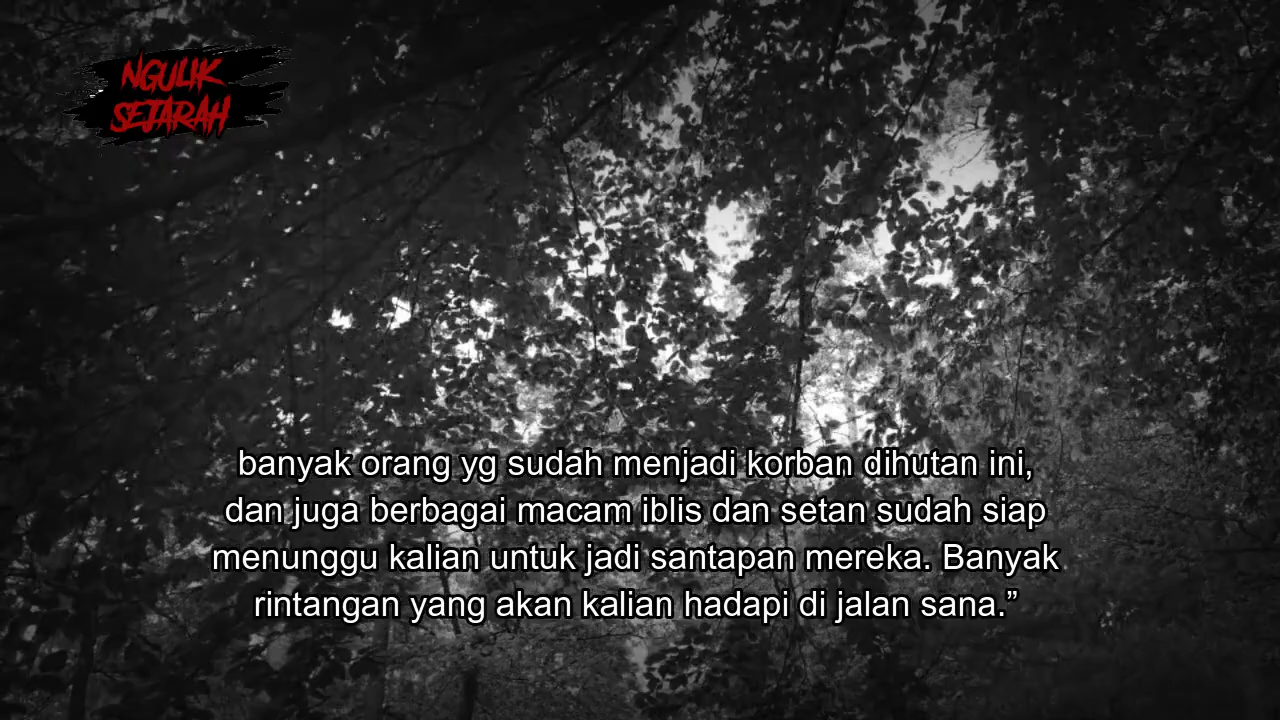 NGULIK
SEJARAH
banyak orang yg sudah menjadi korban dihutan ini,
dan juga berbagai macam iblis dan setan sudah siap
menunggu kalian untuk jadi santapan mereka. Banyak
rintangan yang akan kalian hadapi di jalan sana.”